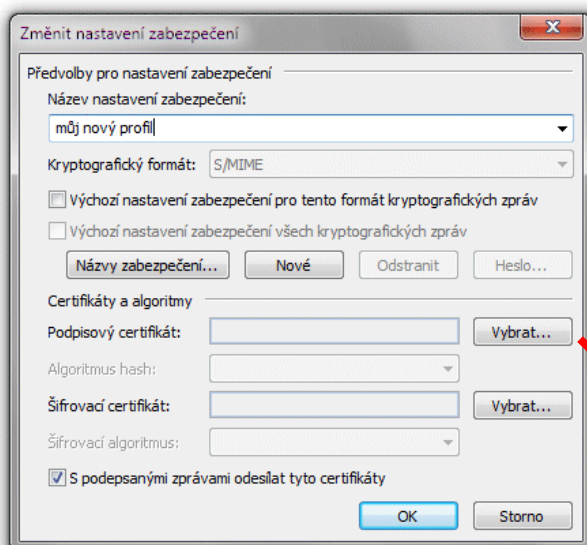 Změnit nastavení zabezpečení
Předvolby pro nastavení zabezpečení
Název nastavení zabezpečení:
můj nový profil
Kryptografický formát: S/MIME
Výchozí nastavení zabezpečení pro tento formát kryptografických zpráv
Výchozí nastavení zabezpečení všech kryptografických zpráv
Názvy zabezpečení... Nové Odstranit Heslo...
Certifikáty a algoritmy
Podpisový certifikát: Vybrat...
Algoritmus hash:
Šifrovací certifikát: Vybrat...
Šifrovací algoritmus:
S podepsanými zprávami odesílat tyto certifikáty
OK Storno